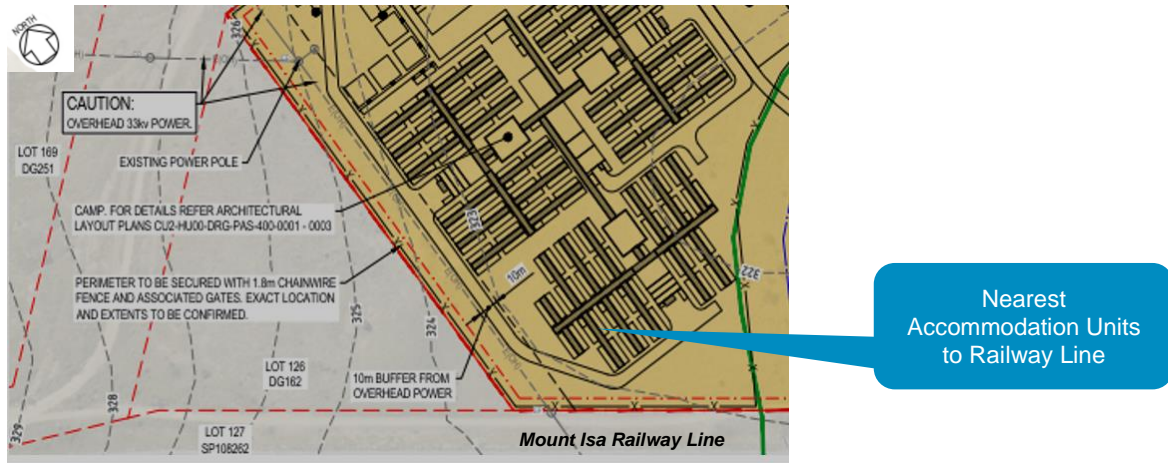 NORTH
326
CAUTION:
OVERHEAD 33kv POWER.
LOT 169
DG251
EXISTING POWER POLE
CAMP. FOR DETAILS REFER ARCHITECTURAL
LAYOUT PLANS CU2-HU00-DRG-PAS-400-0001 - 0003
323
PERIMETER TO BE SECURED WITH 1.8m CHAINWIRE
FENCE AND ASSOCIATED GATES. EXACT LOCATION
AND EXTENTS TO BE CONFIRMED.
10m
322
325
324
Nearest
Accommodation Units
to Railway Line
LOT 126
DG162
10m BUFFER FROM
OVERHEAD POWER
328
329
LOT 127
SP108262
Mount Isa Railway Line